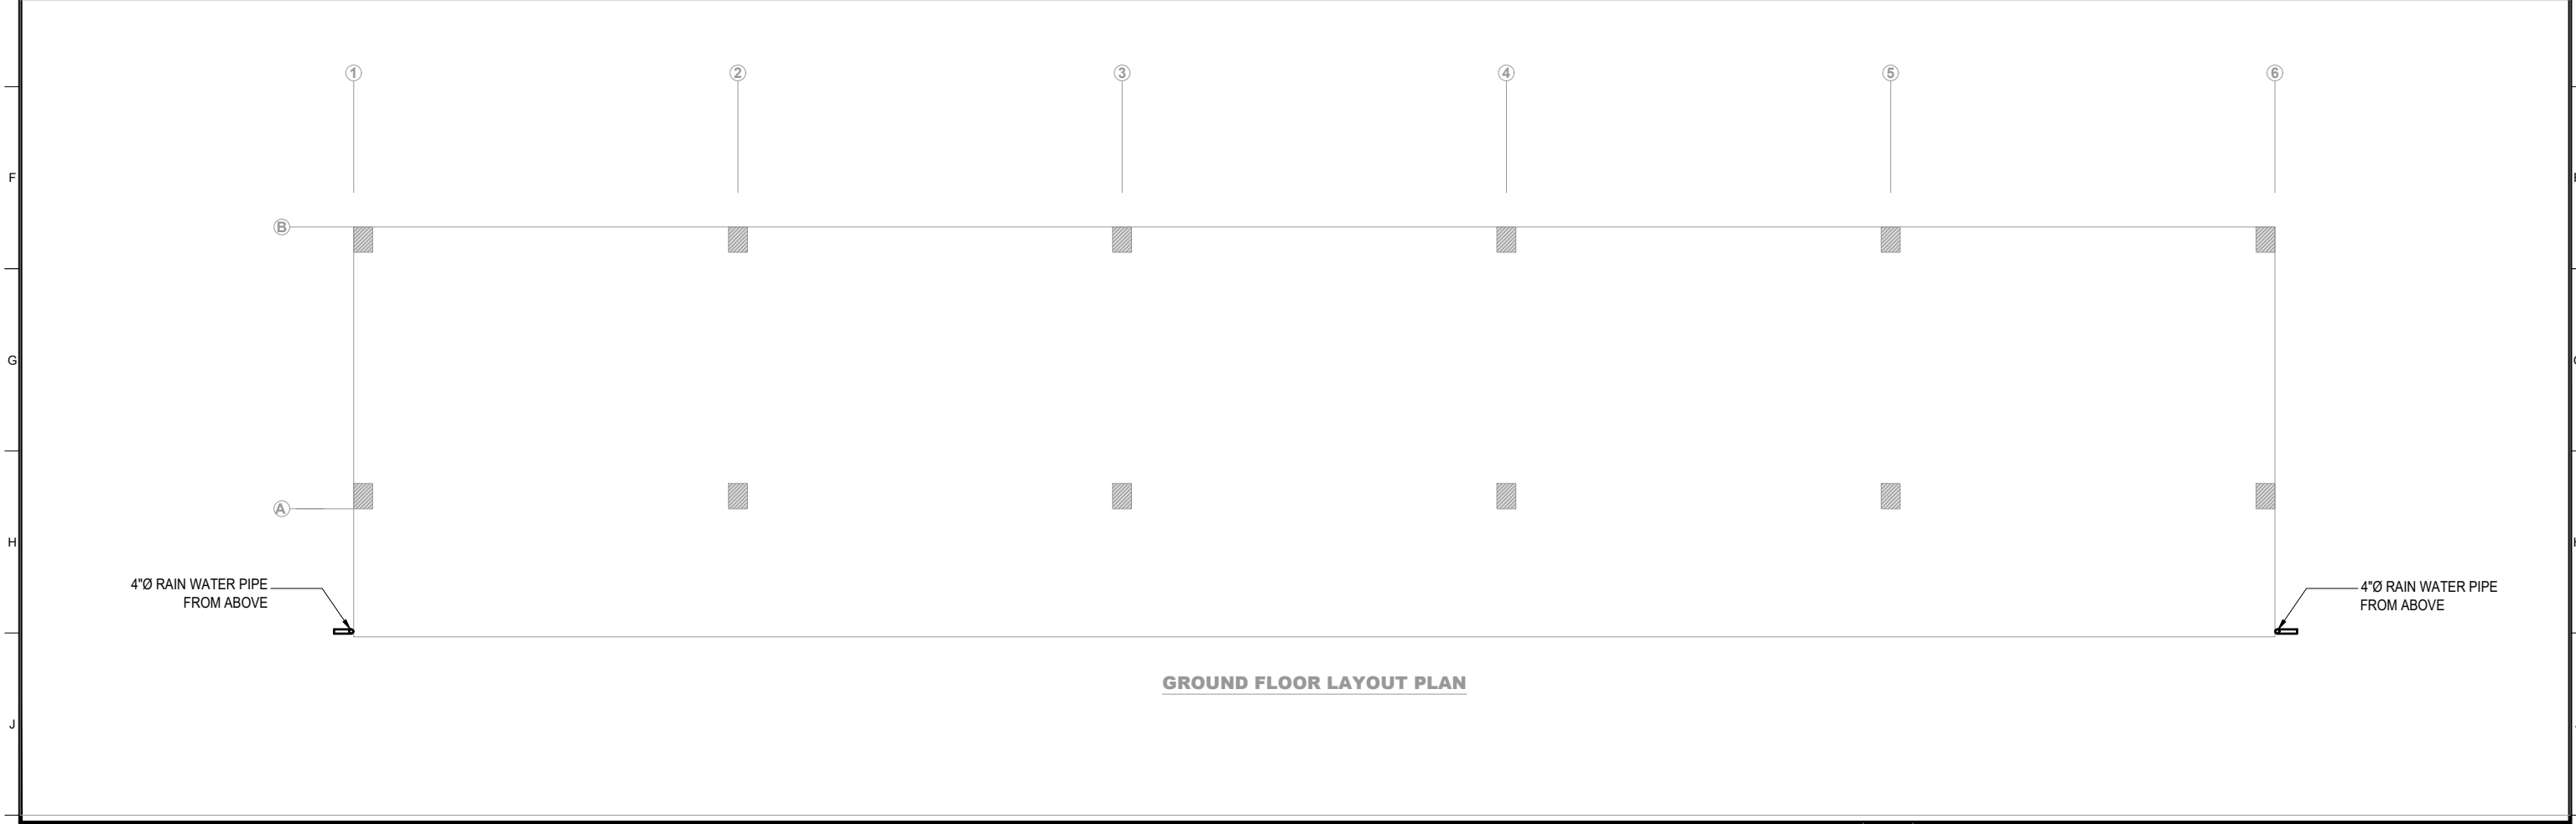 1 2 3 4 5 6
F
B
G
A
H
4"Ø RAIN WATER PIPE
FROM ABOVE
4"Ø RAIN WATER PIPE
FROM ABOVE
GROUND FLOOR LAYOUT PLAN
J